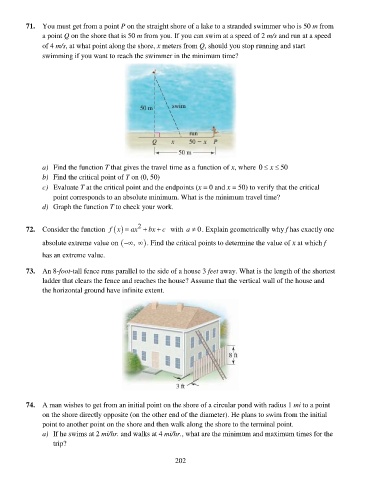 71. You must get from a point P on the straight shore of a lake to a stranded swimmer who is 50 m from
a point Q on the shore that is 50 m from you. If you can swim at a speed of 2 m/s and run at a speed
of 4 m/s, at what point along the shore, x meters from Q, should you stop running and start
swimming if you want to reach the swimmer in the minimum time?
50 m
swim
run
Q x 50 − x P
50 m
a) Find the function T that gives the travel time as a function of x, where 0 ≤ x ≤ 50
b) Find the critical point of T on (0, 50)
c) Evaluate T at the critical point and the endpoints (x = 0 and x = 50) to verify that the critical
point corresponds to an absolute minimum. What is the minimum travel time?
d) Graph the function T to check your work.
72. Consider the function f(x) = ax² + bx + c with a ≠ 0. Explain geometrically why f has exactly one
absolute extreme value on (−∞, ∞). Find the critical points to determine the value of x at which f
has an extreme value.
73. An 8-foot-tall fence runs parallel to the side of a house 3 feet away. What is the length of the shortest
ladder that clears the fence and reaches the house? Assume that the vertical wall of the house and
the horizontal ground have infinite extent.
8 ft
3 ft
74. A man wishes to get from an initial point on the shore of a circular pond with radius 1 mi to a point
on the shore directly opposite (on the other end of the diameter). He plans to swim from the initial
point to another point on the shore and then walk along the shore to the terminal point.
a) If he swims at 2 mi/hr. and walks at 4 mi/hr., what are the minimum and maximum times for the
trip?
202